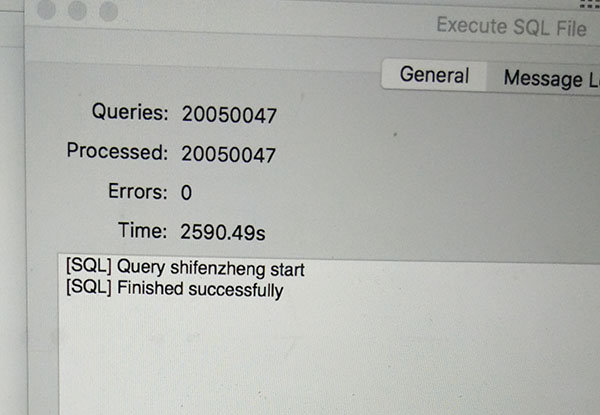 Execute SQL File
General Message L
Queries: 20050047
Processed: 20050047
Errors: 0
Time: 2590.49s
[SQL] Query shifenzheng start
[SQL] Finished successfully